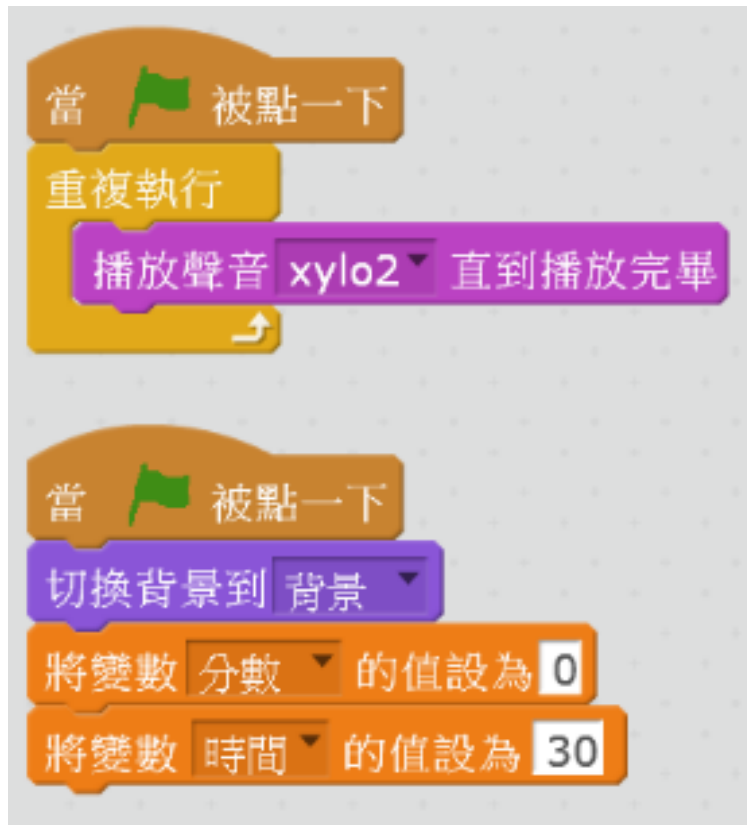 當 被點一下
重複執行
播放聲音 xylo2 直到播放完畢
當 被點一下
切換背景到 背景
將變數 分數 的值設為 0
將變數 時間 的值設為 30